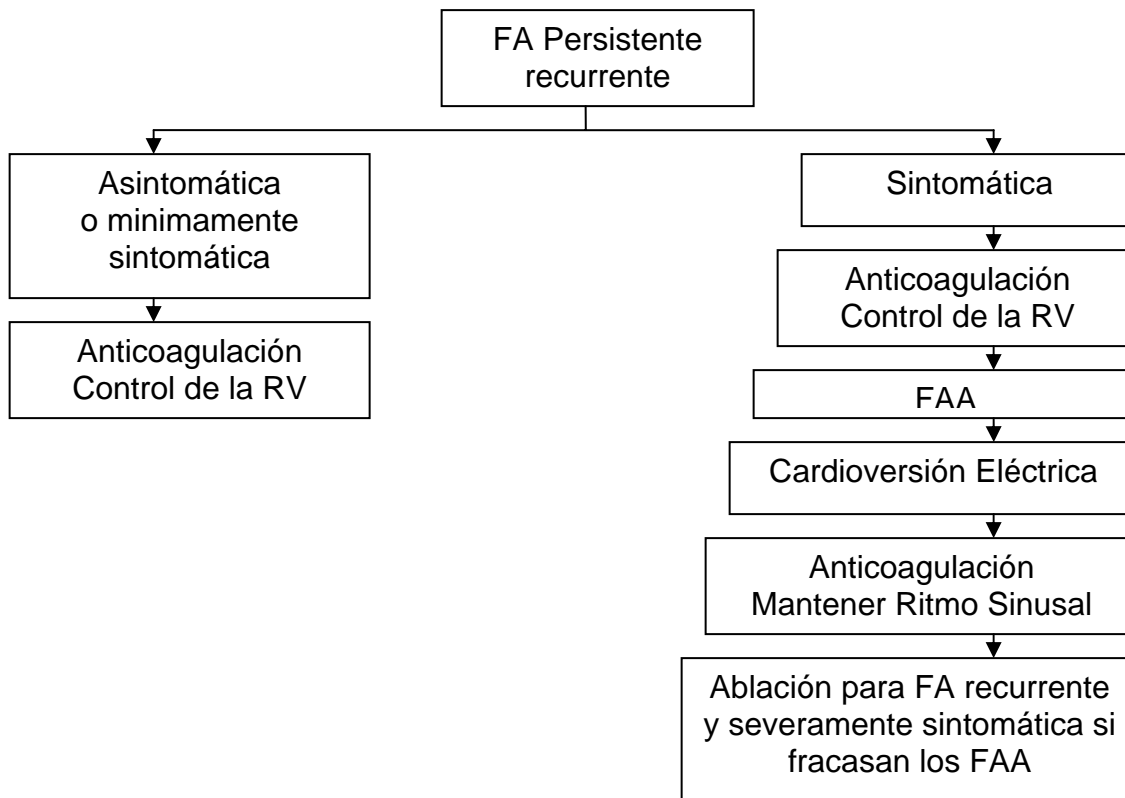 FA Persistente
recurrente
Asintomática
o minimamente
sintomática
Anticoagulación
Control de la RV
Sintomática
Anticoagulación
Control de la RV
FAA
Cardioversión Eléctrica
Anticoagulación
Mantener Ritmo Sinusal
Ablación para FA recurrente
y severamente sintomática si
fracasan los FAA